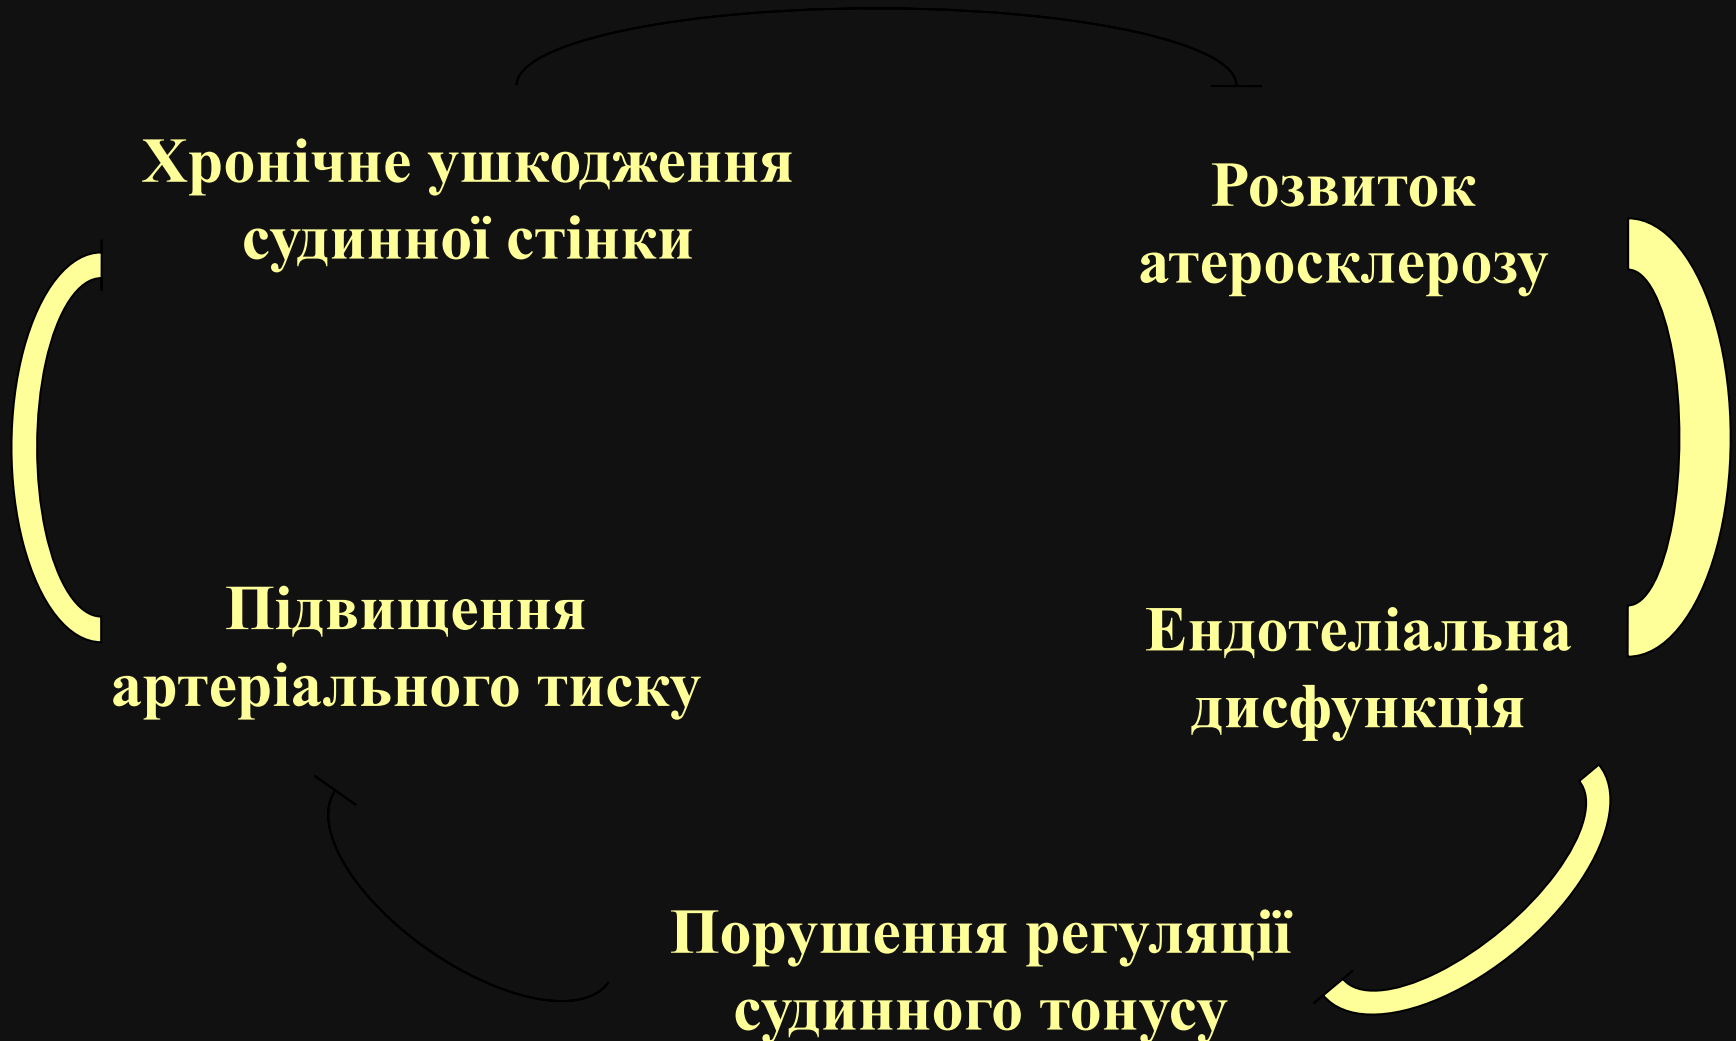 Хронічне ушкодження
судинної стінки
Розвиток
атеросклерозу
Підвищення
артеріального тиску
Ендотеліальна
дисфункція
Порушення регуляції
судинного тонусу